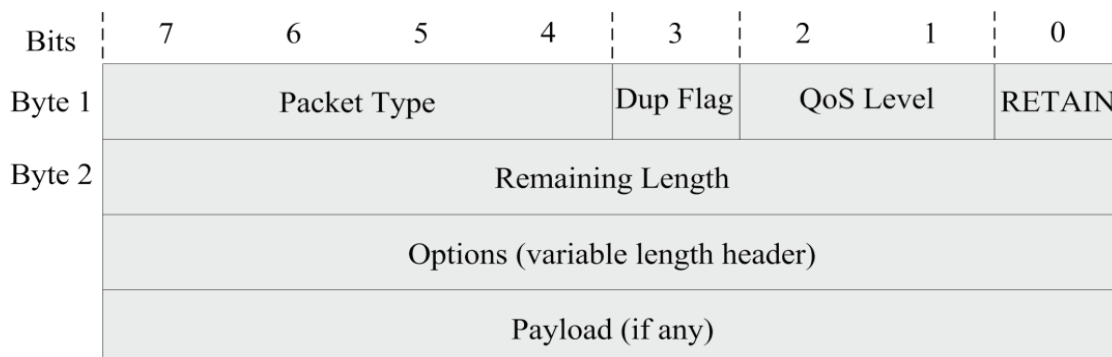 Bits 7 6 5 4 3 2 1 0
Byte 1 Packet Type Dup Flag QoS Level RETAIN
Byte 2 Remaining Length
Options (variable length header)
Payload (if any)